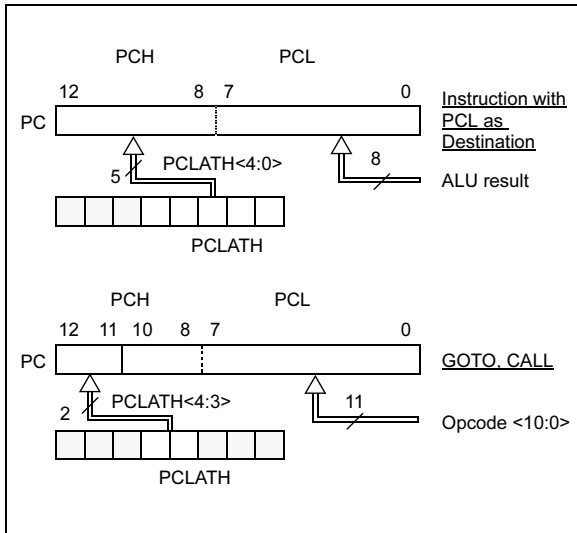 PCH PCL
12 8 7 0
PC
Instruction with
PCL as
Destination
5 PCLATH<4:0>
8
ALU result
PCLATH
PCH PCL
12 11 10 8 7 0
PC
GOTO, CALL
2 PCLATH<4:3>
11
Opcode <10:0>
PCLATH